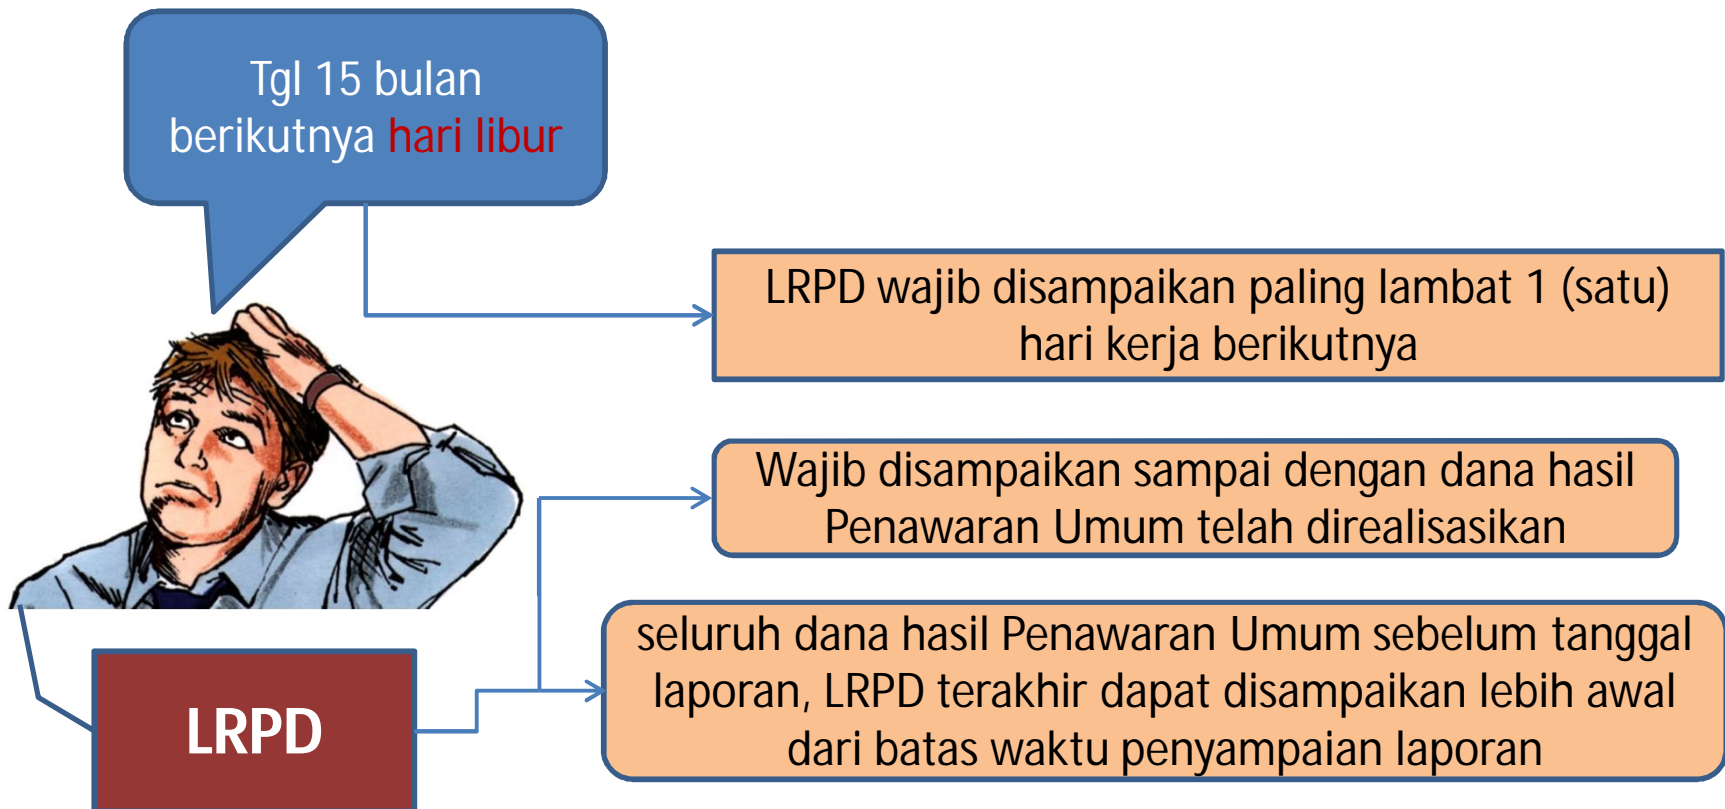 Tgl 15 bulan
berikutnya hari libur
LRPD wajib disampaikan paling lambat 1 (satu)
hari kerja berikutnya
Wajib disampaikan sampai dengan dana hasil
Penawaran Umum telah direalisasikan
seluruh dana hasil Penawaran Umum sebelum tanggal
laporan, LRPD terakhir dapat disampaikan lebih awal
dari batas waktu penyampaian laporan
LRPD